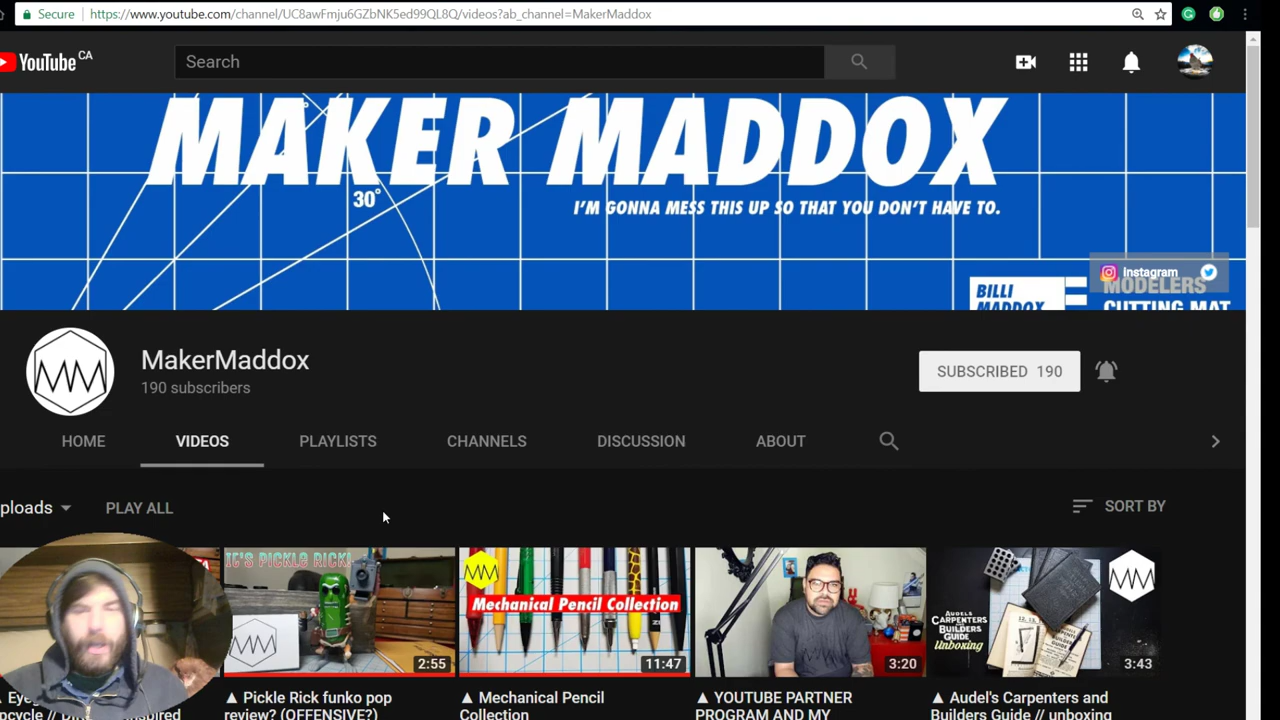 Secure https://www.youtube.com/channel/UC8awFmju6GZbNK5ed99QL8Q/videos?ab_channel=MakerMaddox
YouTube CA
Search
MAKER MADDOX
30°
I'M GONNA MESS THIS UP SO THAT YOU DON'T HAVE TO.
Instagram
BILLI
MADDOX
MODELERS
CUTTING MAT
MM
MakerMaddox
190 subscribers
SUBSCRIBED 190
HOME VIDEOS PLAYLISTS CHANNELS DISCUSSION ABOUT
ploads PLAY ALL SORT BY
IC'S PICKLE RICK!
2:55
Mechanical Pencil Collection
11:47
3:20
AUDELS
CARPENTERS
& BUILDERS
GUIDE
Unboxing
3:43
▲ Pickle Rick funko pop
review? (OFFENSIVE?)
▲ Mechanical Pencil
Collection
▲ YOUTUBE PARTNER
PROGRAM AND MY
▲ Audel's Carpenters and
Builders Guide // unboxing